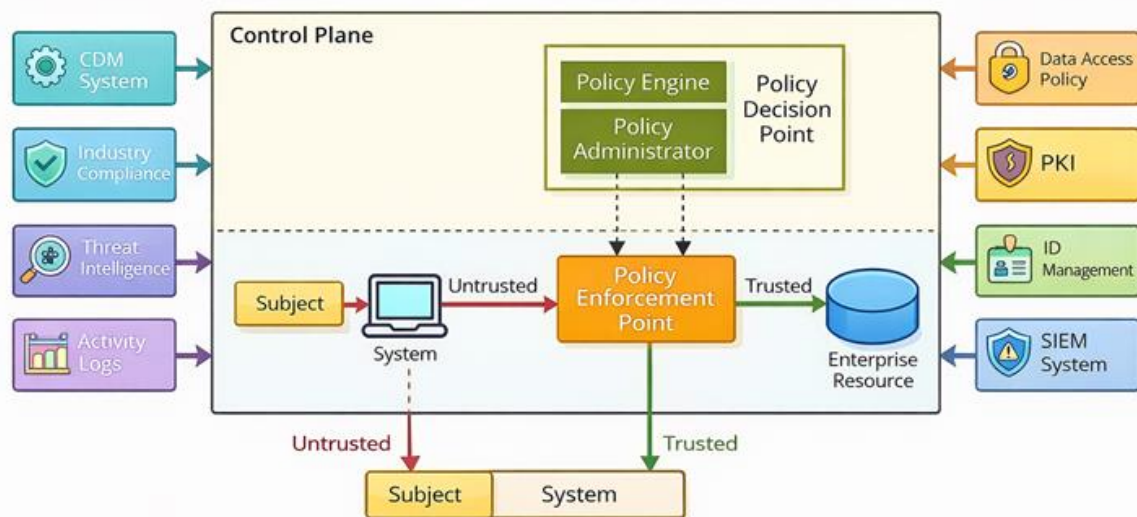 Control Plane
CDM
System
Industry
Compliance
Threat
Intelligence
Activity
Logs
Policy Engine
Policy
Administrator
Policy
Decision
Point
Data Access
Policy
PKI
ID
Management
SIEM
System
Subject
System
Untrusted
Policy
Enforcement
Point
Trusted
Enterprise
Resource
Untrusted
Trusted
Subject
System